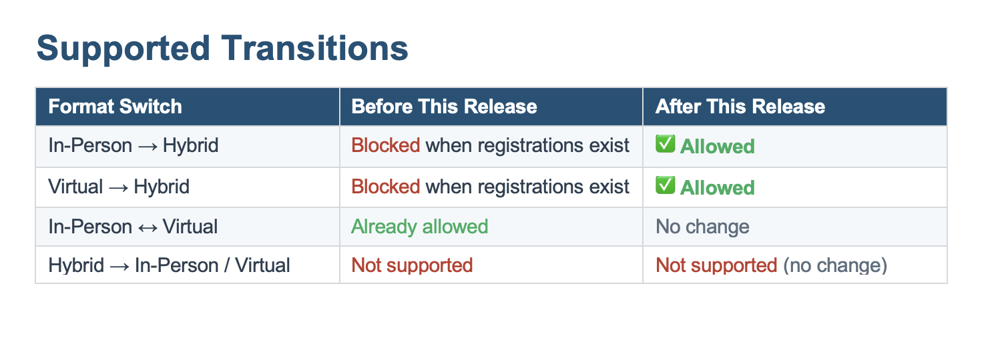 Supported Transitions
Format Switch Before This Release After This Release
In-Person → Hybrid Blocked when registrations exist ✅ Allowed
Virtual → Hybrid Blocked when registrations exist ✅ Allowed
In-Person ↔ Virtual Already allowed No change
Hybrid → In-Person / Virtual Not supported Not supported (no change)